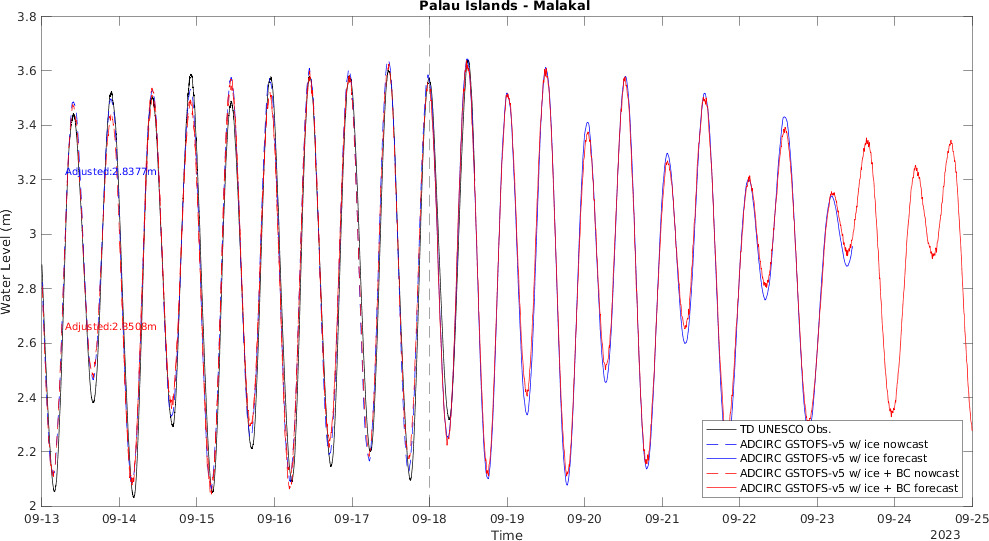 Palau Islands - Malakal
Water Level (m)
3.8
3.6
3.4
3.2
3
2.8
2.6
2.4
2.2
2
Adjusted:2.8377m
Adjusted:2.8508m
TD UNESCO Obs.
ADCIRC GSTOFS-v5 w/ ice nowcast
ADCIRC GSTOFS-v5 w/ ice forecast
ADCIRC GSTOFS-v5 w/ ice + BC nowcast
ADCIRC GSTOFS-v5 w/ ice + BC forecast
09-13 09-14 09-15 09-16 09-17 09-18 09-19 09-20 09-21 09-22 09-23 09-24 09-25
Time
2023